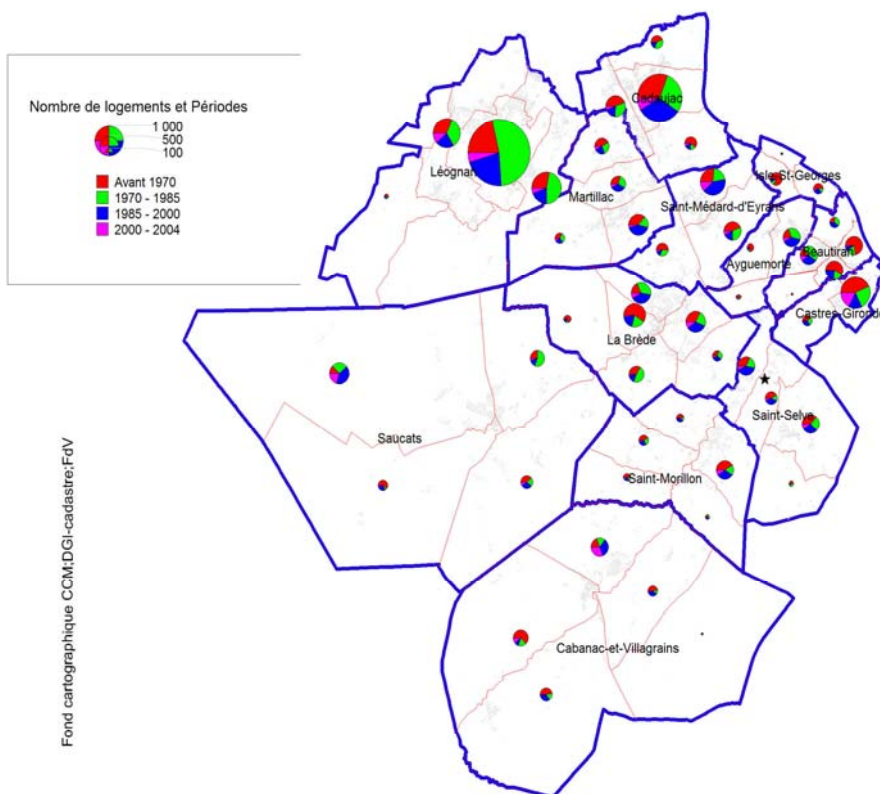 Nombre de logements et Périodes
1 000
500
100
Avant 1970
1970 - 1985
1985 - 2000
2000 - 2004
Cadaujac
Léognan
Isle-St-Georges
Martillac
Saint-Médard-d'Eyrans
Beautiran
Ayguemorte
Castres-Gironde
La Brède
Saint-Selve
Saucats
Saint-Morillon
Cabanac-et-Villagrains
Fond cartographique CCM;DGI-cadastre;FdV